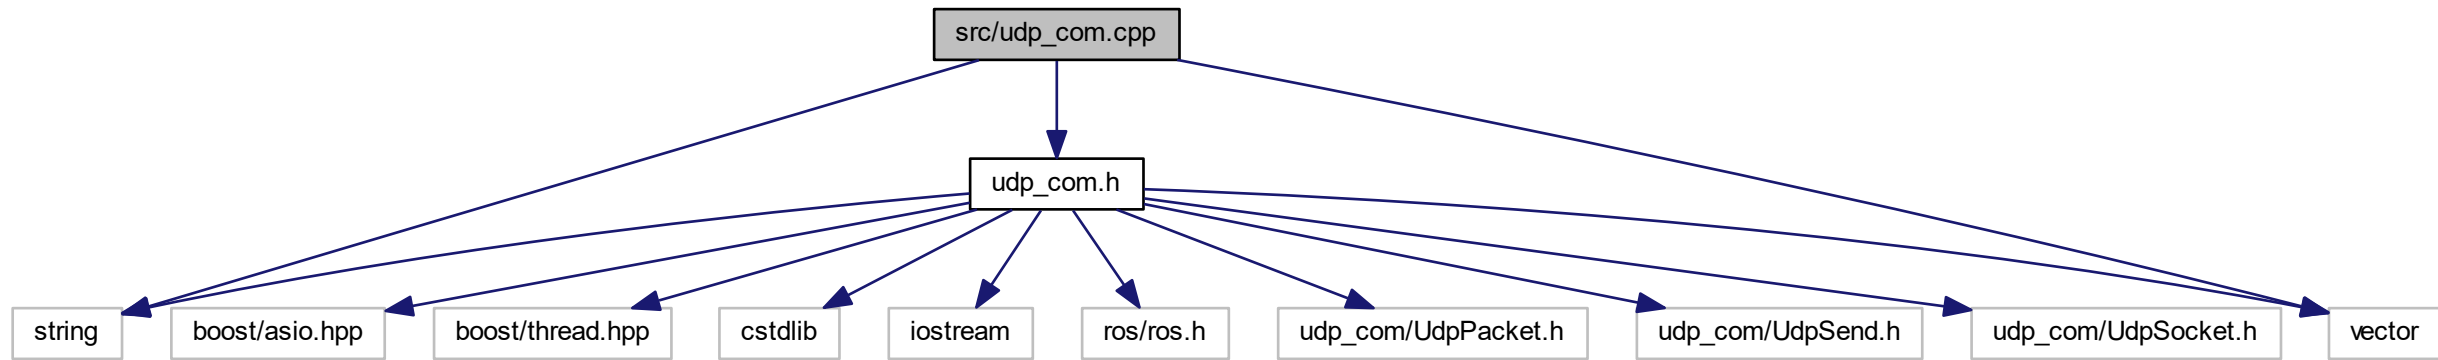 src/udp_com.cpp
udp_com.h
string
boost/asio.hpp
boost/thread.hpp
cstdlib
iostream
ros/ros.h
udp_com/UdpPacket.h
udp_com/UdpSend.h
udp_com/UdpSocket.h
vector